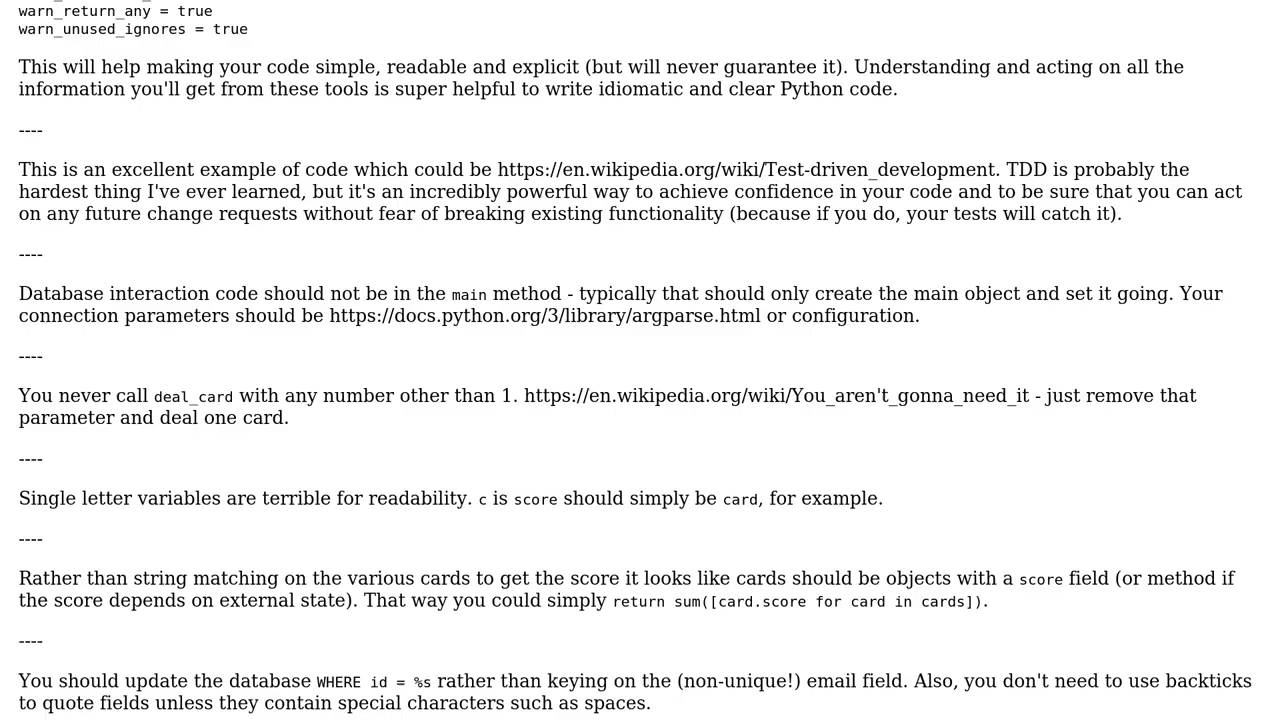 warn_return_any = true
warn_unused_ignores = true
This will help making your code simple, readable and explicit (but will never guarantee it). Understanding and acting on all the
information you'll get from these tools is super helpful to write idiomatic and clear Python code.
----
This is an excellent example of code which could be https://en.wikipedia.org/wiki/Test-driven_development. TDD is probably the
hardest thing I've ever learned, but it's an incredibly powerful way to achieve confidence in your code and to be sure that you can act
on any future change requests without fear of breaking existing functionality (because if you do, your tests will catch it).
----
Database interaction code should not be in the main method - typically that should only create the main object and set it going. Your
connection parameters should be https://docs.python.org/3/library/argparse.html or configuration.
----
You never call deal_card with any number other than 1. https://en.wikipedia.org/wiki/You_aren't_gonna_need_it - just remove that
parameter and deal one card.
----
Single letter variables are terrible for readability. c is score should simply be card, for example.
----
Rather than string matching on the various cards to get the score it looks like cards should be objects with a score field (or method if
the score depends on external state). That way you could simply return sum([card.score for card in cards]).
----
You should update the database WHERE id = %s rather than keying on the (non-unique!) email field. Also, you don't need to use backticks
to quote fields unless they contain special characters such as spaces.